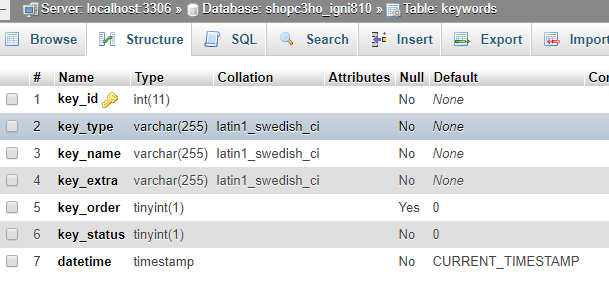 Server: localhost:3306 » Database: shopc3ho_igni810 » Table: keywords
Browse Structure SQL Search Insert Export Import
# Name Type Collation Attributes Null Default
1 key_id int(11) No None
2 key_type varchar(255) latin1_swedish_ci No None
3 key_name varchar(255) latin1_swedish_ci No None
4 key_extra varchar(255) latin1_swedish_ci No None
5 key_order tinyint(1) Yes 0
6 key_status tinyint(1) No 0
7 datetime timestamp No CURRENT_TIMESTAMP